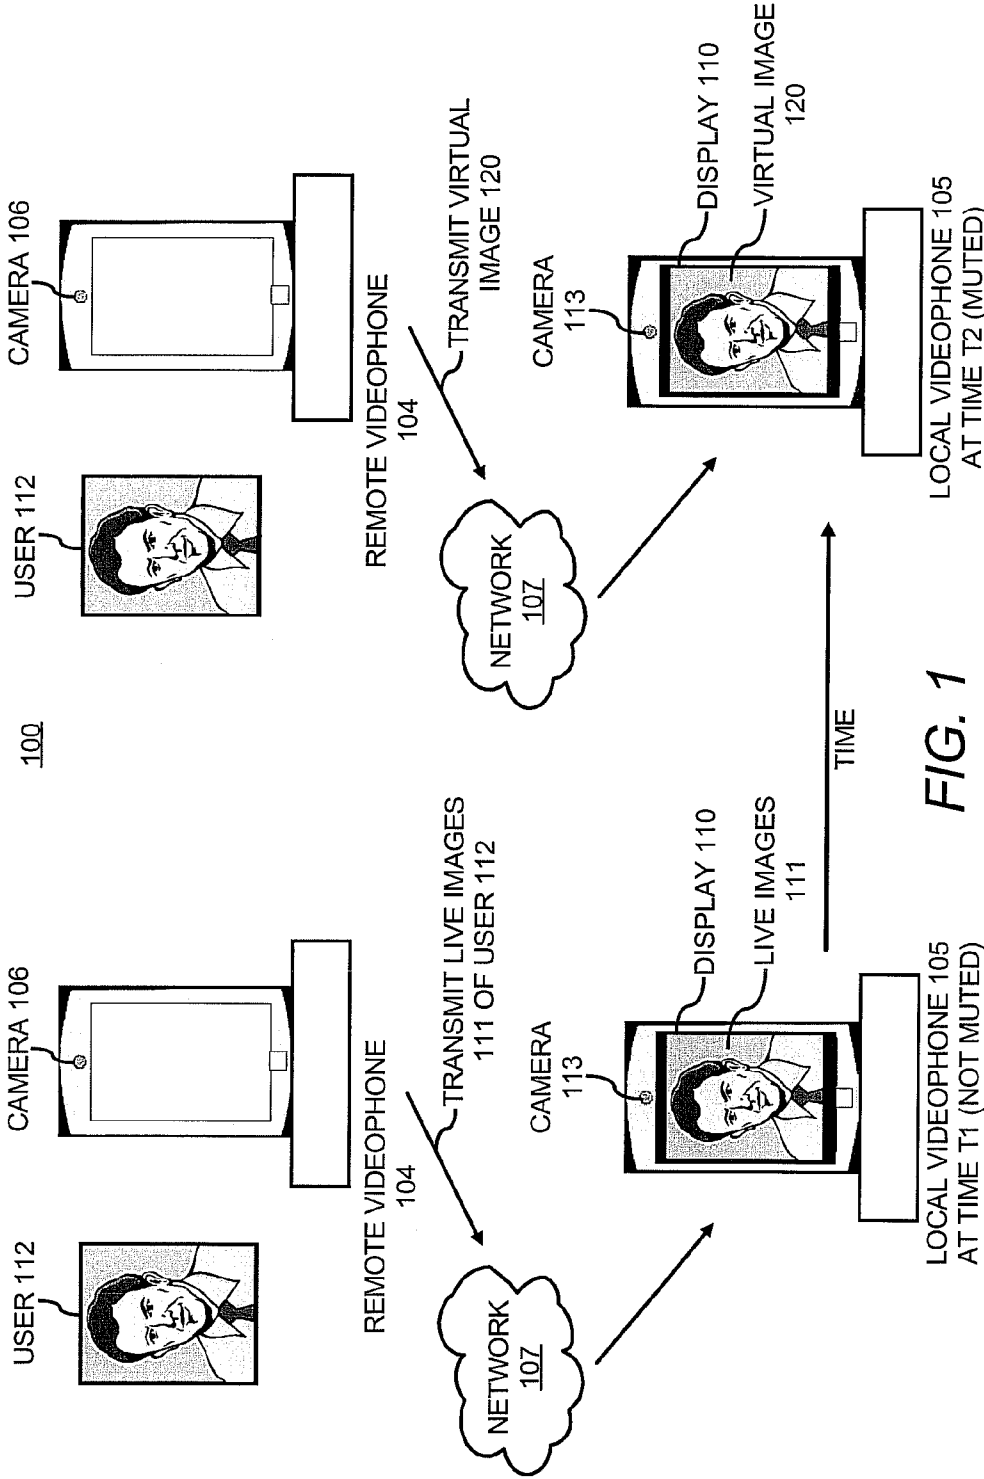 100
USER 112
CAMERA 106
REMOTE VIDEOPHONE
104
TRANSMIT LIVE IMAGES
111 OF USER 112
NETWORK
107
CAMERA
113
DISPLAY 110
LIVE IMAGES
111
LOCAL VIDEOPHONE 105
AT TIME T1 (NOT MUTED)
USER 112
CAMERA 106
REMOTE VIDEOPHONE
104
TRANSMIT VIRTUAL
IMAGE 120
NETWORK
107
CAMERA
113
DISPLAY 110
VIRTUAL IMAGE
120
LOCAL VIDEOPHONE 105
AT TIME T2 (MUTED)
TIME
FIG. 1